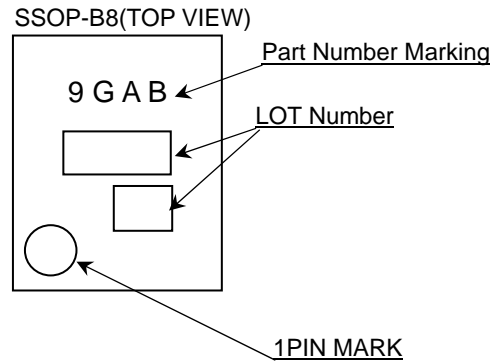 SSOP-B8(TOP VIEW)
Part Number Marking
9 G A B
LOT Number
1PIN MARK